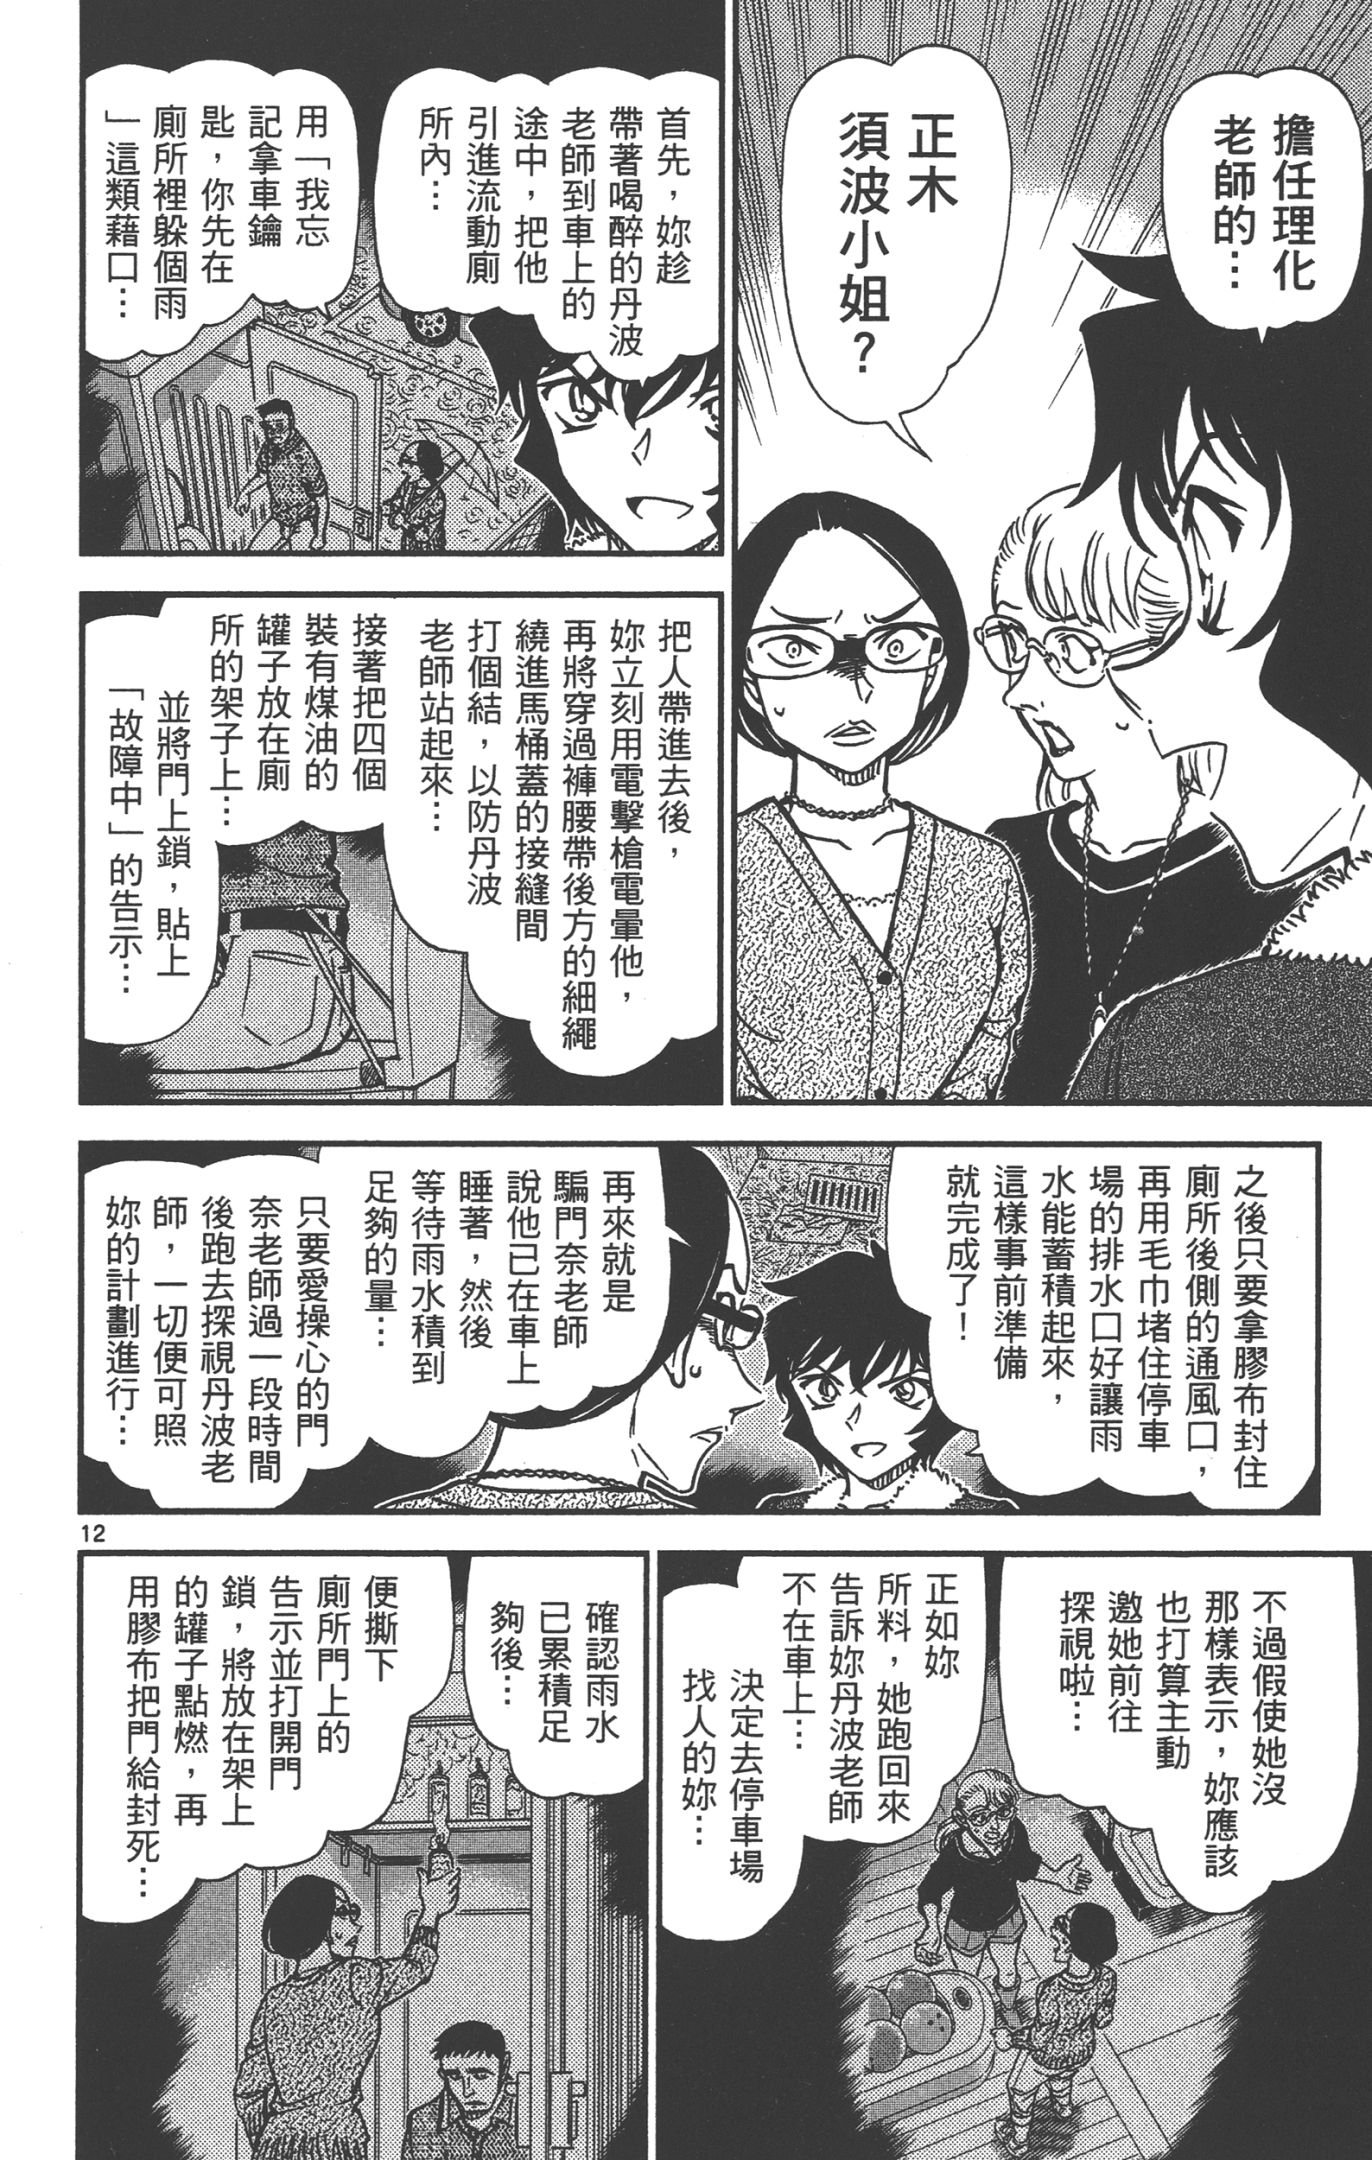 擔任理化
老師的…
正木
須波小姐？
首先，妳趁
帶著喝醉的丹波
老師到車上的
途中，把他
引進流動廁
所內…
用「我忘
記拿車鑰
匙，你先在
廁所裡躲個雨
」這類藉口…
把人帶進去後，
妳立刻用電擊槍電暈他，
再將穿過褲腰帶後方的細繩
繞進馬桶蓋的接縫間
打個結，以防丹波
老師站起來…
接著把四個
裝有煤油的
罐子放在廁
所的架子上…
並將門上鎖，貼上
「故障中」的告示…
之後只要拿膠布封住
廁所後側的通風口，
再用毛巾堵住停車
場的排水口好讓雨
水能蓄積起來，
這樣事前準備
就完成了！
再來就是
騙門奈老師
說他已在車上
睡著，然後
等待雨水積到
足夠的量…
只要愛操心的門
奈老師過一段時間
後跑去探視丹波老
師，一切便可照
妳的計劃進行…
12
不過假使她沒
那樣表示，妳應該
也打算主動
邀她前往
探視啦…
正如妳
所料，她跑回來
告訴妳丹波老師
不在車上…
決定去停車場
找人的妳…
確認雨水
已累積足
夠後…
便撕下
廁所門上的
告示並打開門
鎖，將放在架上
的罐子點燃，再
用膠布把門給封死…